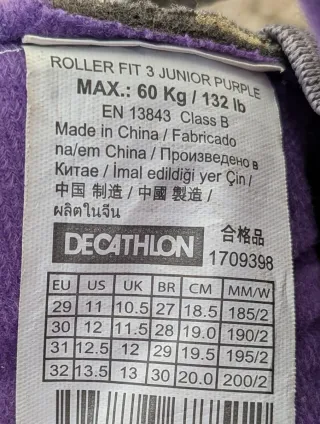 ROLLER FIT 3 JUNIOR PURPLE
MAX.: 60 Kg / 132 lb
EN 13843 Class B
Made in China / Fabricado
na/em China / Произведено в
Китае / İmal edildiği yer Çin /
中国 制造 / 中國 製造 /
ผลิตในจีน
DECATHLON 合格品
1709398
EU US UK BR CM MM/W
29 11 10.5 27 18.5 185/2
30 12 11.5 28 19.0 190/2
31 12.5 12 29 19.5 195/2
32 13.5 13 30 20.0 200/2